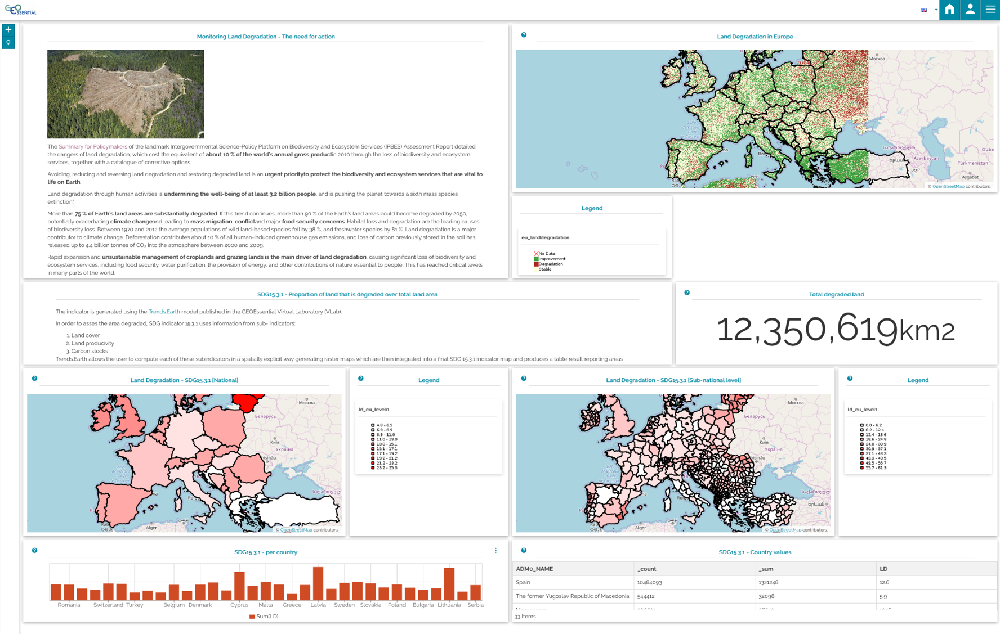 GEO ESSENTIAL
Monitoring Land Degradation - The need for action
The Summary for Policymakers of the landmark Intergovernmental Science-Policy Platform on Biodiversity and Ecosystem Services (IPBES) Assessment Report detailed
the dangers of land degradation, which cost the equivalent of about 10 % of the world's annual gross productin 2010 through the loss of biodiversity and ecosystem
services, together with a catalogue of corrective options.
Avoiding, reducing and reversing land degradation and restoring degraded land is an urgent priorityto protect the biodiversity and ecosystem services that are vital to
life on Earth.
Land degradation through human activities is undermining the well-being of at least 3.2 billion people, and is pushing the planet towards a sixth mass species
extinction".
More than 75 % of Earth's land areas are substantially degraded. If this trend continues, more than 90 % of the Earth's land areas could become degraded by 2050,
potentially exacerbating climate changeand leading to mass migration, conflictand major food security concerns. Habitat loss and degradation are the leading causes
of biodiversity loss. Between 1970 and 2012 the average populations of wild land-based species fell by 38 %, and freshwater species by 81 %. Land degradation is a major
contributor to climate change. Deforestation contributes about 10 % of all human-induced greenhouse gas emissions, and loss of carbon previously stored in the soil has
released up to 4.4 billion tonnes of CO2 into the atmosphere between 2000 and 2009.
Rapid expansion and unsustainable management of croplands and grazing lands is the main driver of land degradation, causing significant loss of biodiversity and
ecosystem services, including food security, water purification, the provision of energy, and other contributions of nature essential to people. This has reached critical levels
in many parts of the world.
Land Degradation in Europe
Москва
Golfe
de Vizcaya
Golfe de
Gascogne
საქართველო
Azərbaycan
Երևան
O'zbe
Türkmenistan
Aşgabat
تبریز
Alger
تونس
© OpenStreetMap contributors.
Legend
eu_landdegradation
No Data
Improvement
Degradation
Stable
SDG15.3.1 - Proportion of land that is degraded over total land area
The indicator is generated using the Trends.Earth model published in the GEOEssential Virtual Laboratory (VLab).
In order to asses the area degraded, SDG indicator 15.3.1 uses information from sub- indicators:
1. Land cover
2. Land producivity
3. Carbon stocks
Trends.Earth allows the user to compute each of these subindicators in a spatially explicit way generating raster maps which are then integrated into a final SDG 15.3.1 indicator map and produces a table result reporting areas
Total degraded land
12,350,619km2
Land Degradation - SDG15.3.1 [National]
Москва
Беларусь
Київ
Україна
Chișinău
Alger
تونس
© OpenStreetMap contributors.
Legend
ld_eu_level0
4.8 - 6.9
6.9 - 8.9
8.9 - 11.0
11.0 - 13.0
13.0 - 15.1
15.1 - 17.1
17.1 - 19.2
19.2 - 21.2
21.2 - 23.2
23.2 - 25.3
Land Degradation - SDG15.3.1 [Sub-national level]
Москва
Беларусь
Київ
Україна
საქართველო
Երևան
Alger
تونس
© OpenStreetMap contributors.
Legend
ld_eu_level1
0.0 - 6.2
6.2 - 12.4
12.4 - 18.6
18.6 - 24.8
24.8 - 30.9
30.9 - 37.1
37.1 - 43.3
43.3 - 49.5
49.5 - 55.7
55.7 - 61.9
SDG15.3.1 - per country
Romania Switzerland Turkey Belgium Denmark Cyprus Malta Greece Latvia Sweden Slovakia Poland Bulgaria Lithuania Serbia
Sum(LD)
SDG15.3.1 - Country values
ADM0_NAME _count _sum LD
Spain 10484093 1321248 12.6
The former Yugoslav Republic of Macedonia 544412 32098 5.9
33 Items